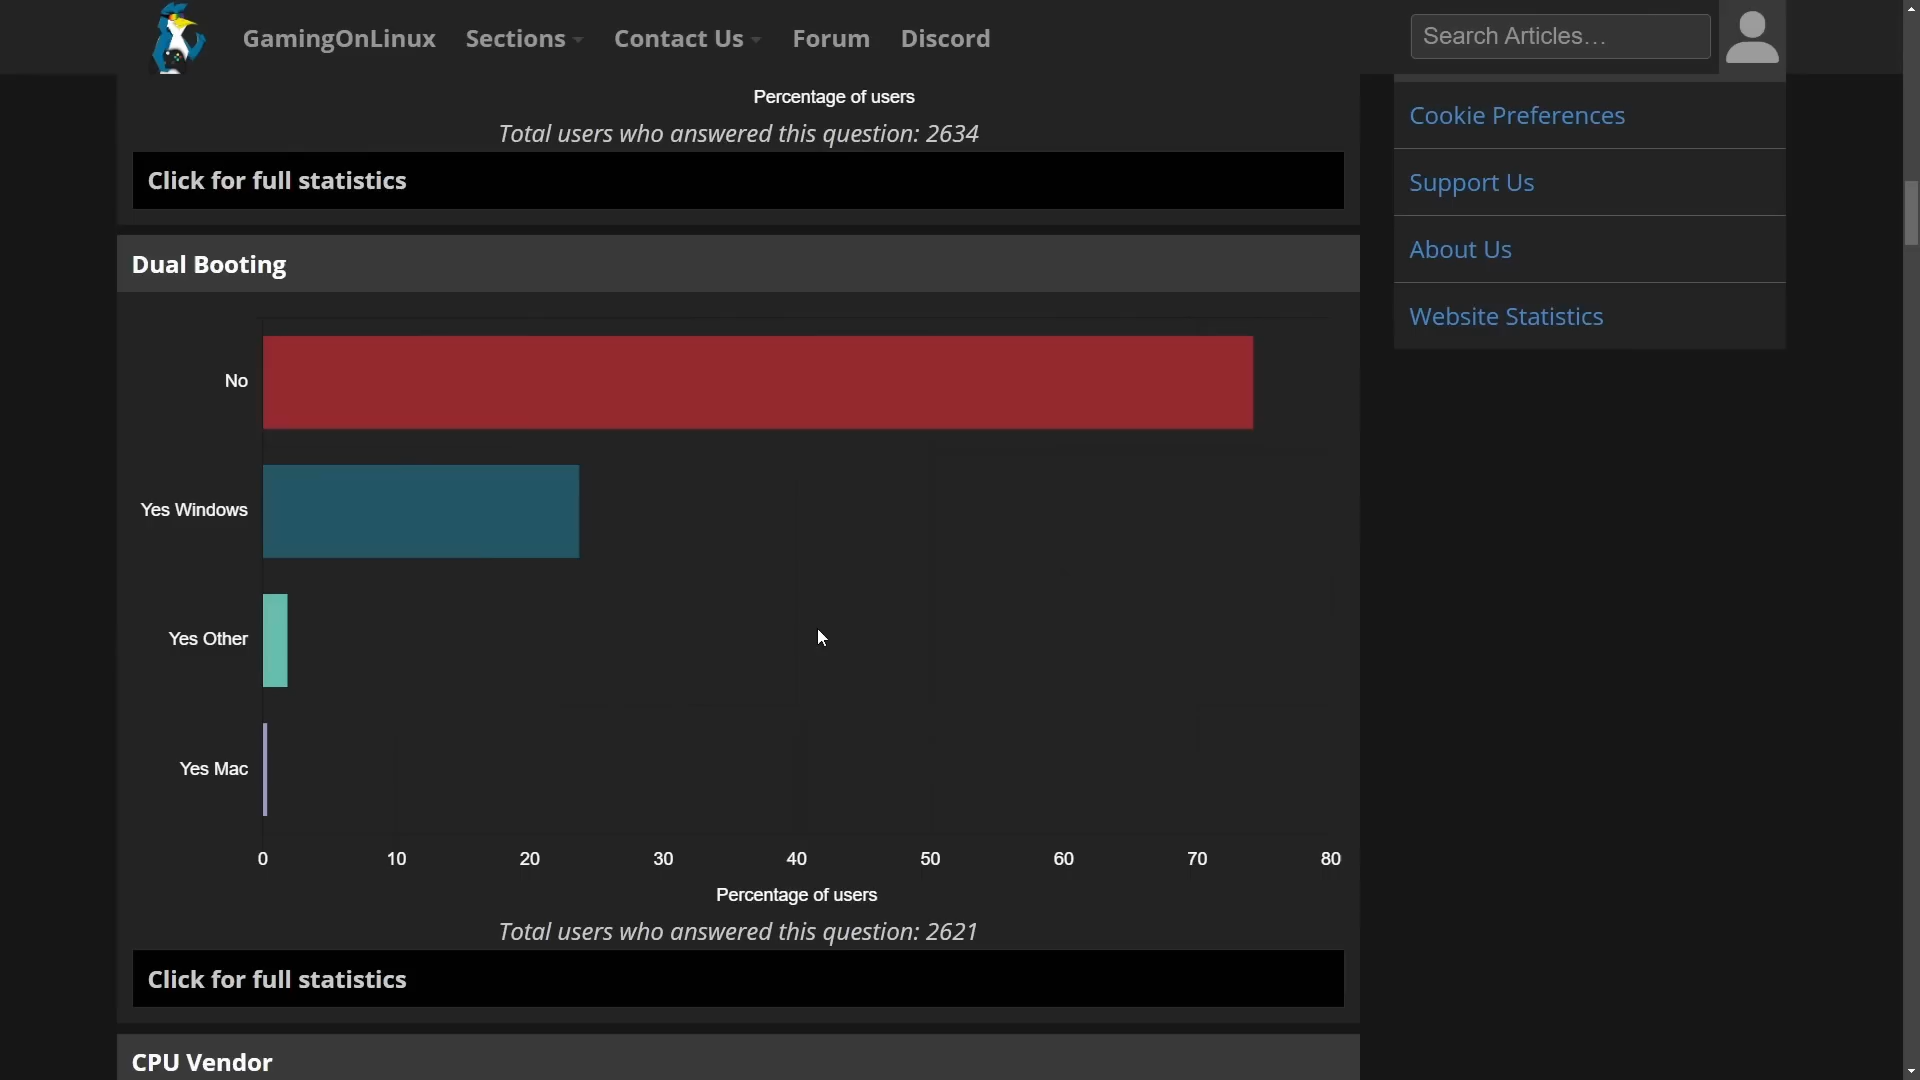 GamingOnLinux Sections Contact Us Forum Discord Search Articles…
Percentage of users
Total users who answered this question: 2634
Click for full statistics
Cookie Preferences
Support Us
About Us
Website Statistics
Dual Booting
No
Yes Windows
Yes Other
Yes Mac
0 10 20 30 40 50 60 70 80
Percentage of users
Total users who answered this question: 2621
Click for full statistics
CPU Vendor